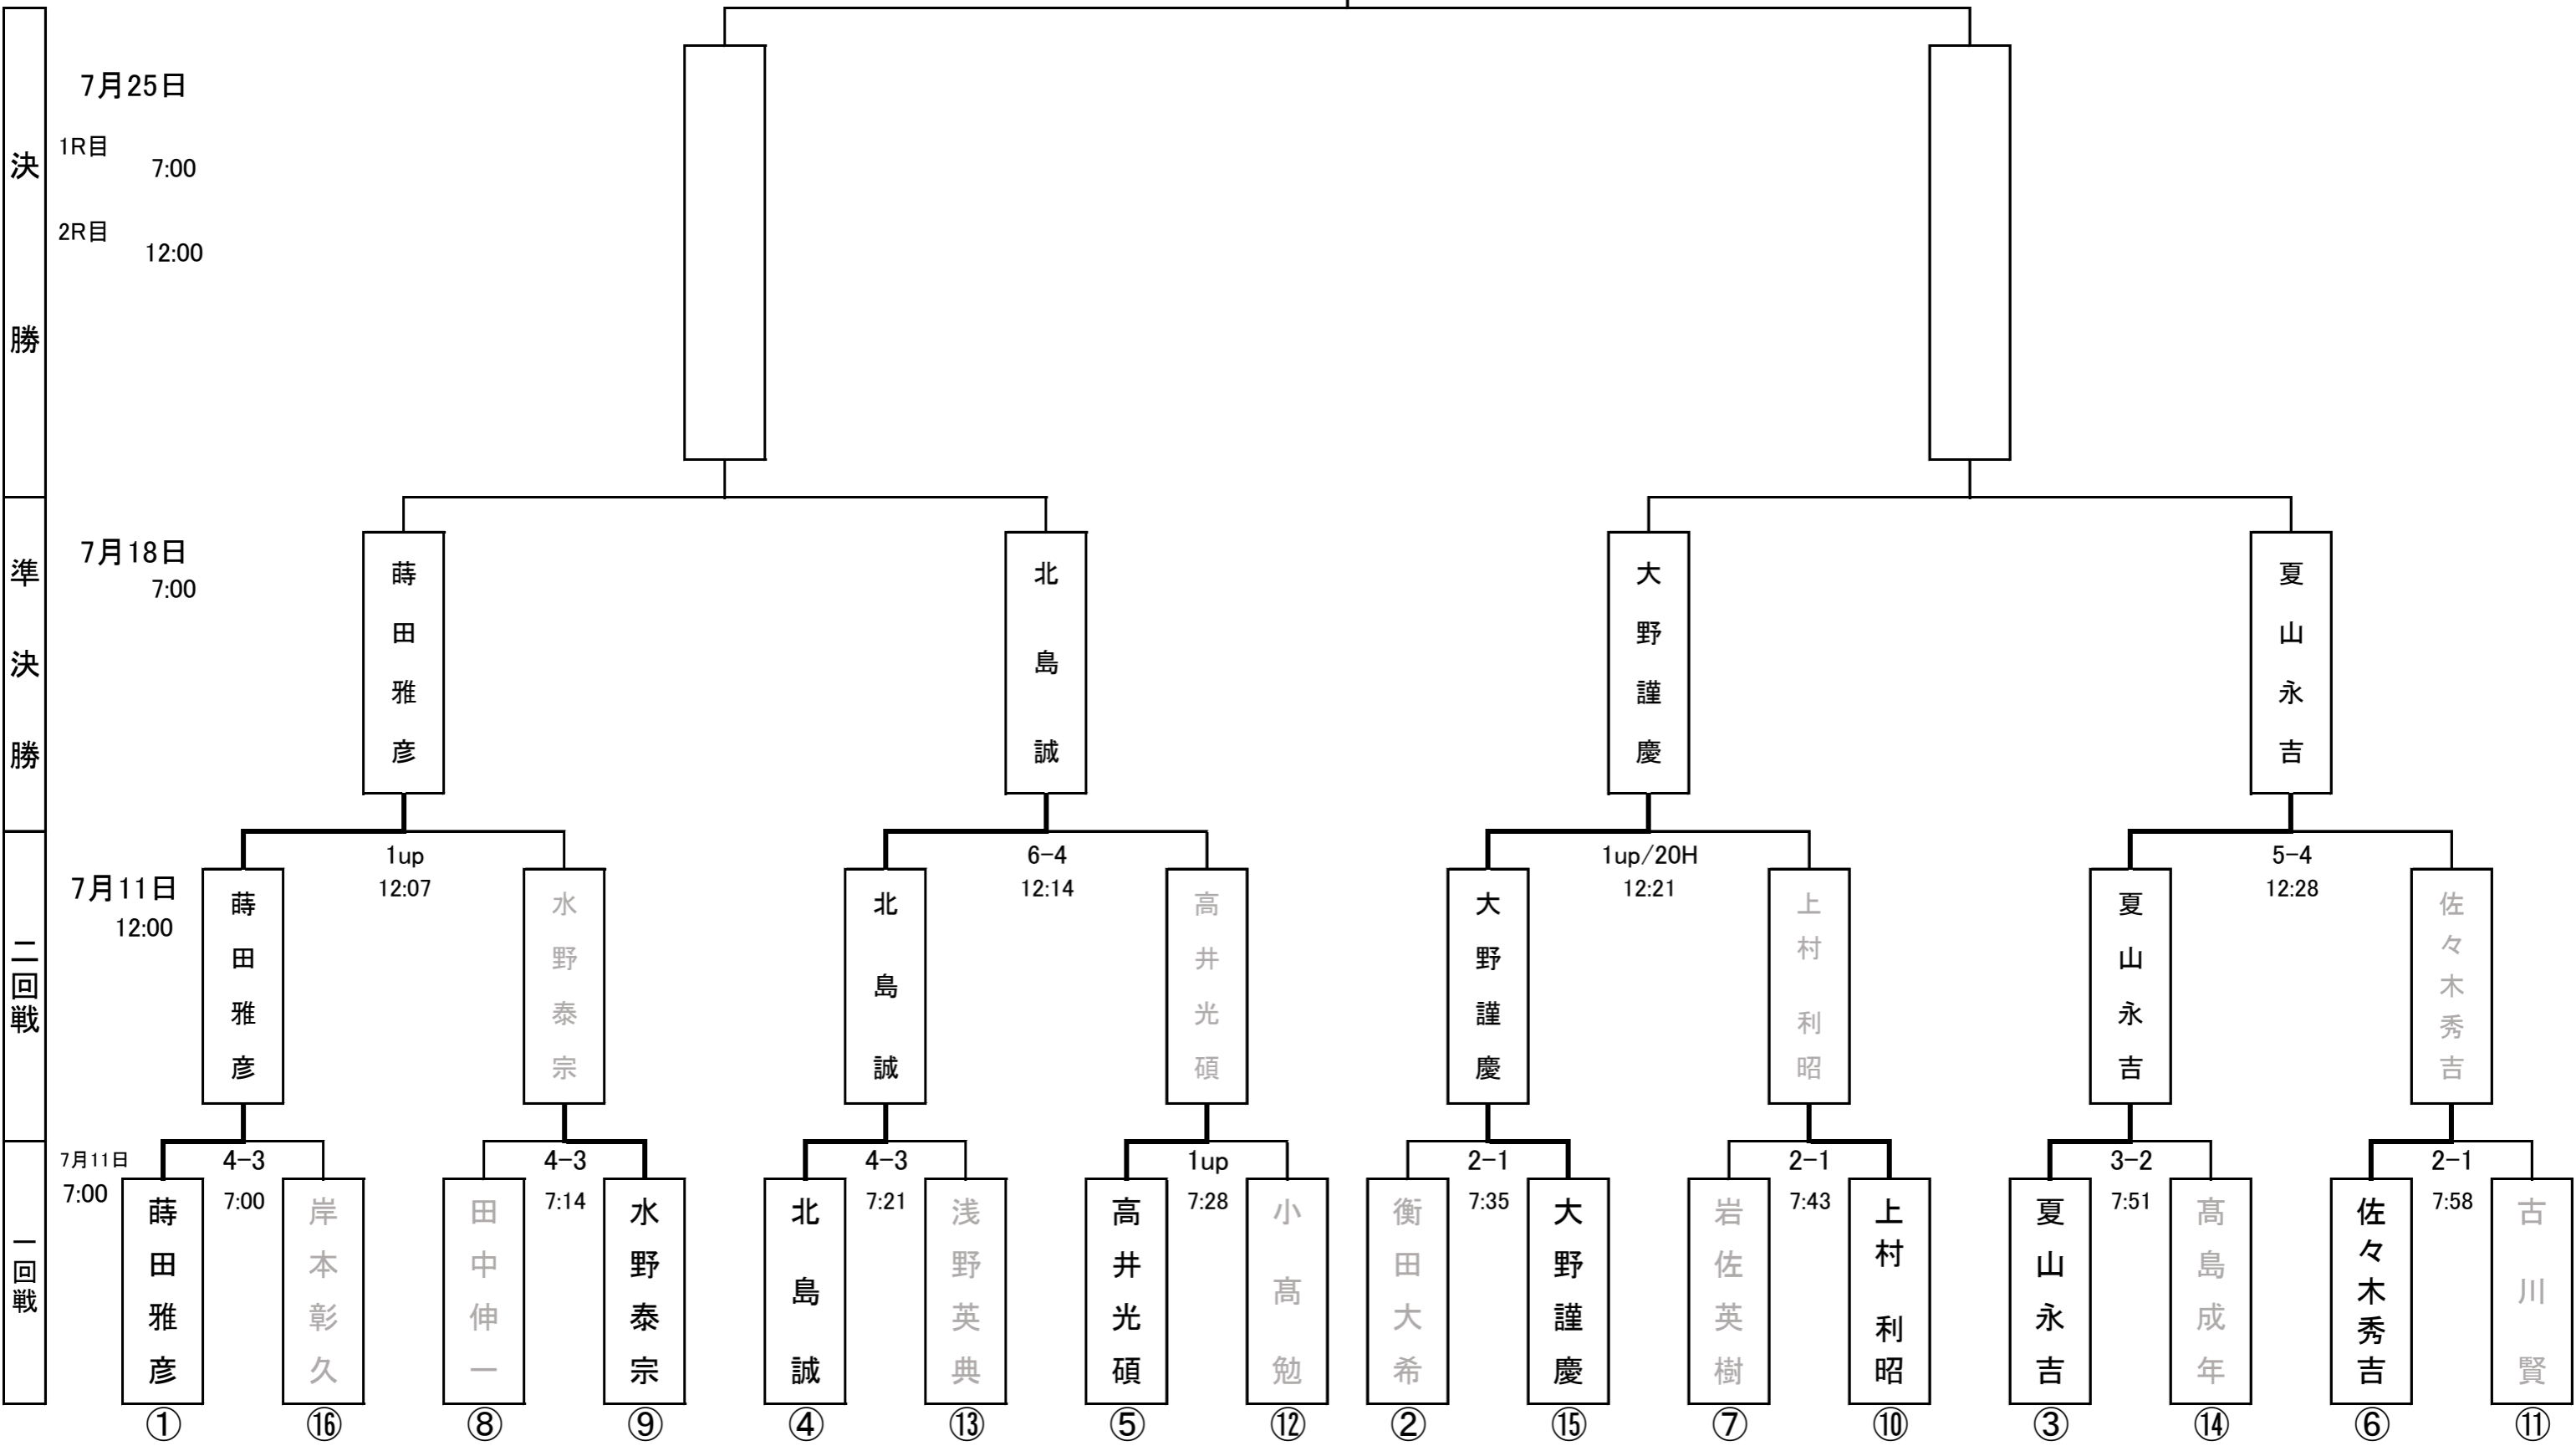 決勝
7月25日
1R目
7:00
2R目
12:00
準決勝
7月18日
7:00
蒔田雅彦
北島誠
大野謹慶
夏山永吉
二回戦
7月11日
12:00
1up
12:07
6-4
12:14
1up/20H
12:21
5-4
12:28
蒔田雅彦
水野泰宗
北島誠
高井光碩
大野謹慶
上村 利昭
夏山永吉
佐々木秀吉
一回戦
7月11日
7:00
4-3
7:00
4-3
7:14
4-3
7:21
1up
7:28
2-1
7:35
2-1
7:43
3-2
7:51
2-1
7:58
蒔田雅彦
岸本彰久
田中伸一
水野泰宗
北島誠
浅野英典
高井光碩
小髙勉
衡田大希
大野謹慶
岩佐英樹
上村 利昭
夏山永吉
髙島成年
佐々木秀吉
古川賢
①
⑯
⑧
⑨
④
⑬
⑤
⑫
②
⑮
⑦
⑩
③
⑭
⑥
⑪